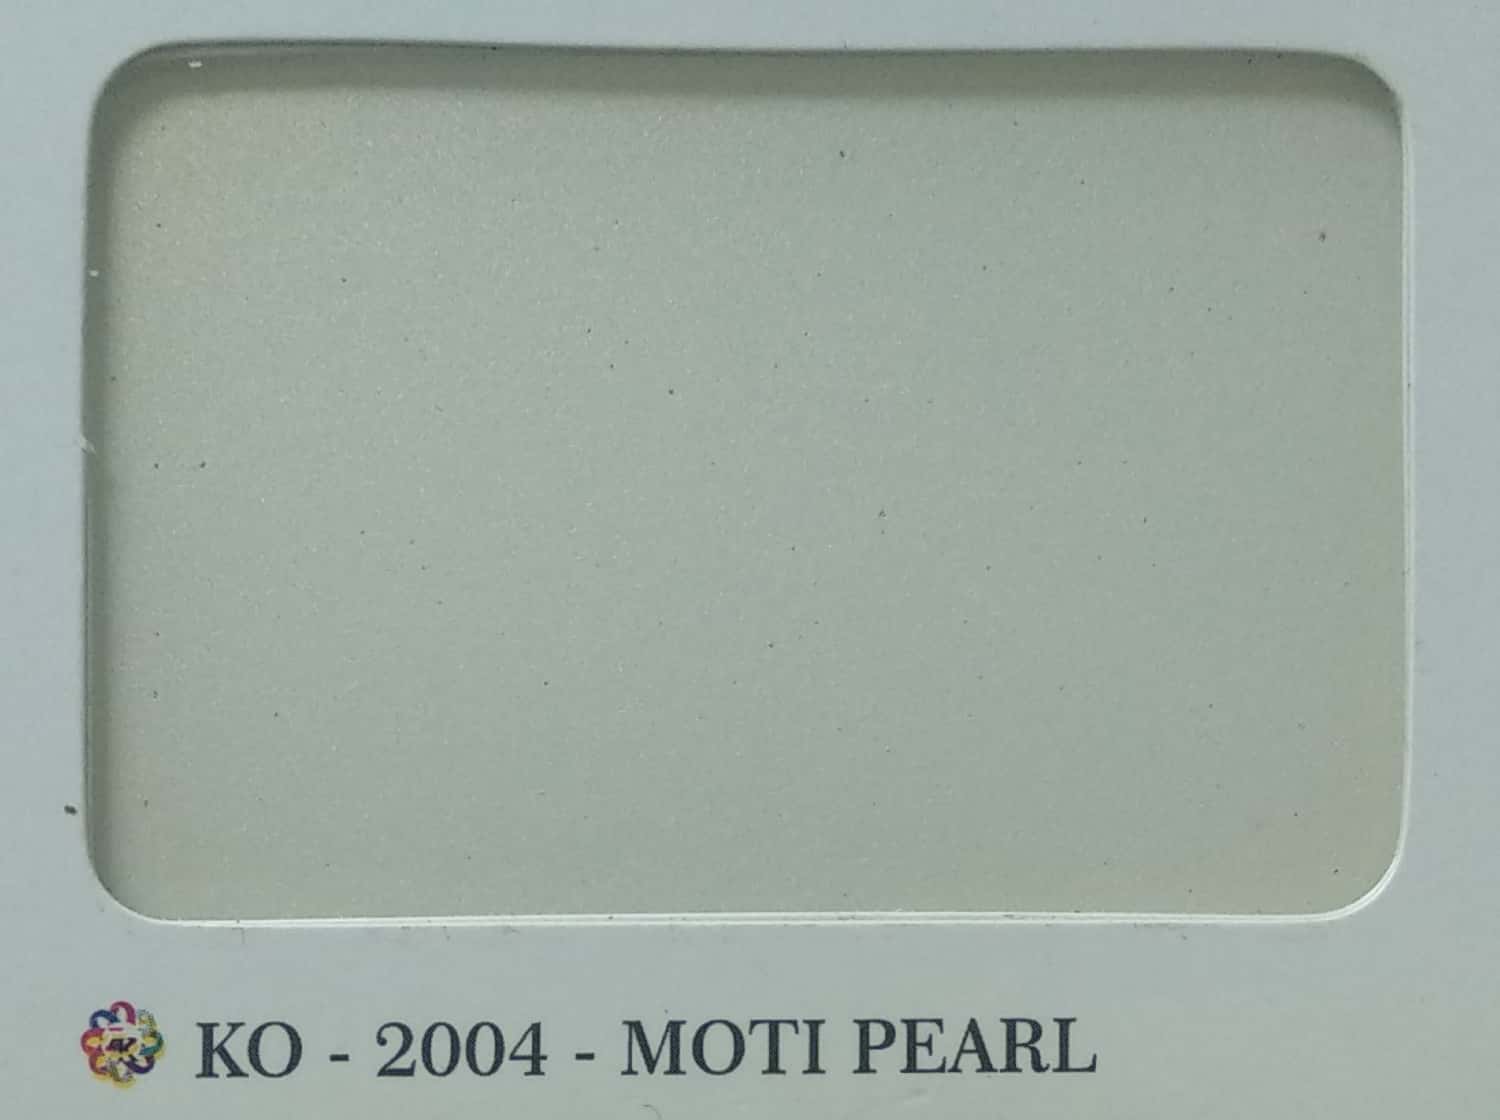 KO - 2004 - MOTI PEARL